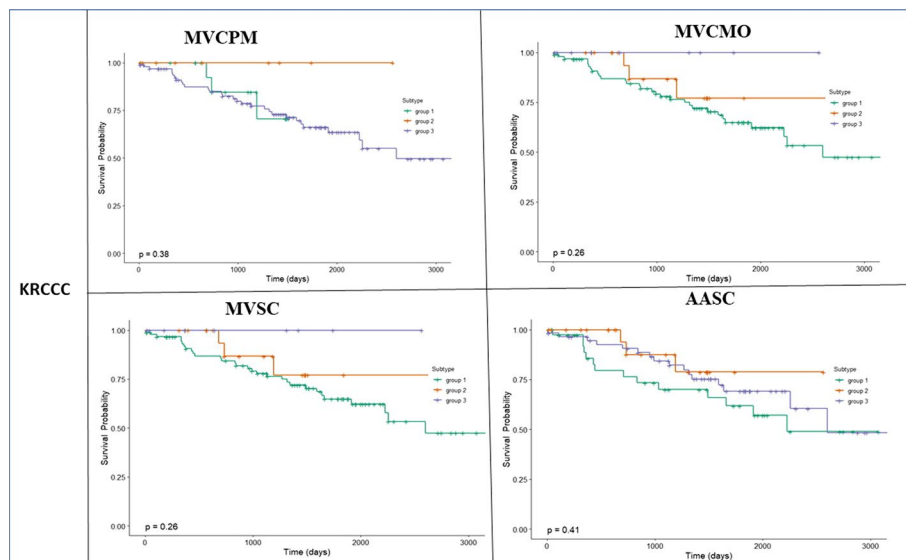 KRCCC
MVCPM
1.00
0.75
0.50
0.25
0.00
Survival Probability
Subtype
group 1
group 2
group 3
p = 0.38
0
1000
2000
3000
Time (days)
MVCMO
1.00
0.75
0.50
0.25
0.00
Survival Probability
Subtype
group 1
group 2
group 3
p = 0.26
0
1000
2000
3000
Time (days)
MVSC
1.00
0.75
0.50
0.25
0.00
Survival Probability
Subtype
group 1
group 2
group 3
p = 0.26
0
1000
2000
3000
Time (days)
AASC
1.00
0.75
0.50
0.25
0.00
Survival Probability
Subtype
group 1
group 2
group 3
p = 0.41
0
1000
2000
3000
Time (days)